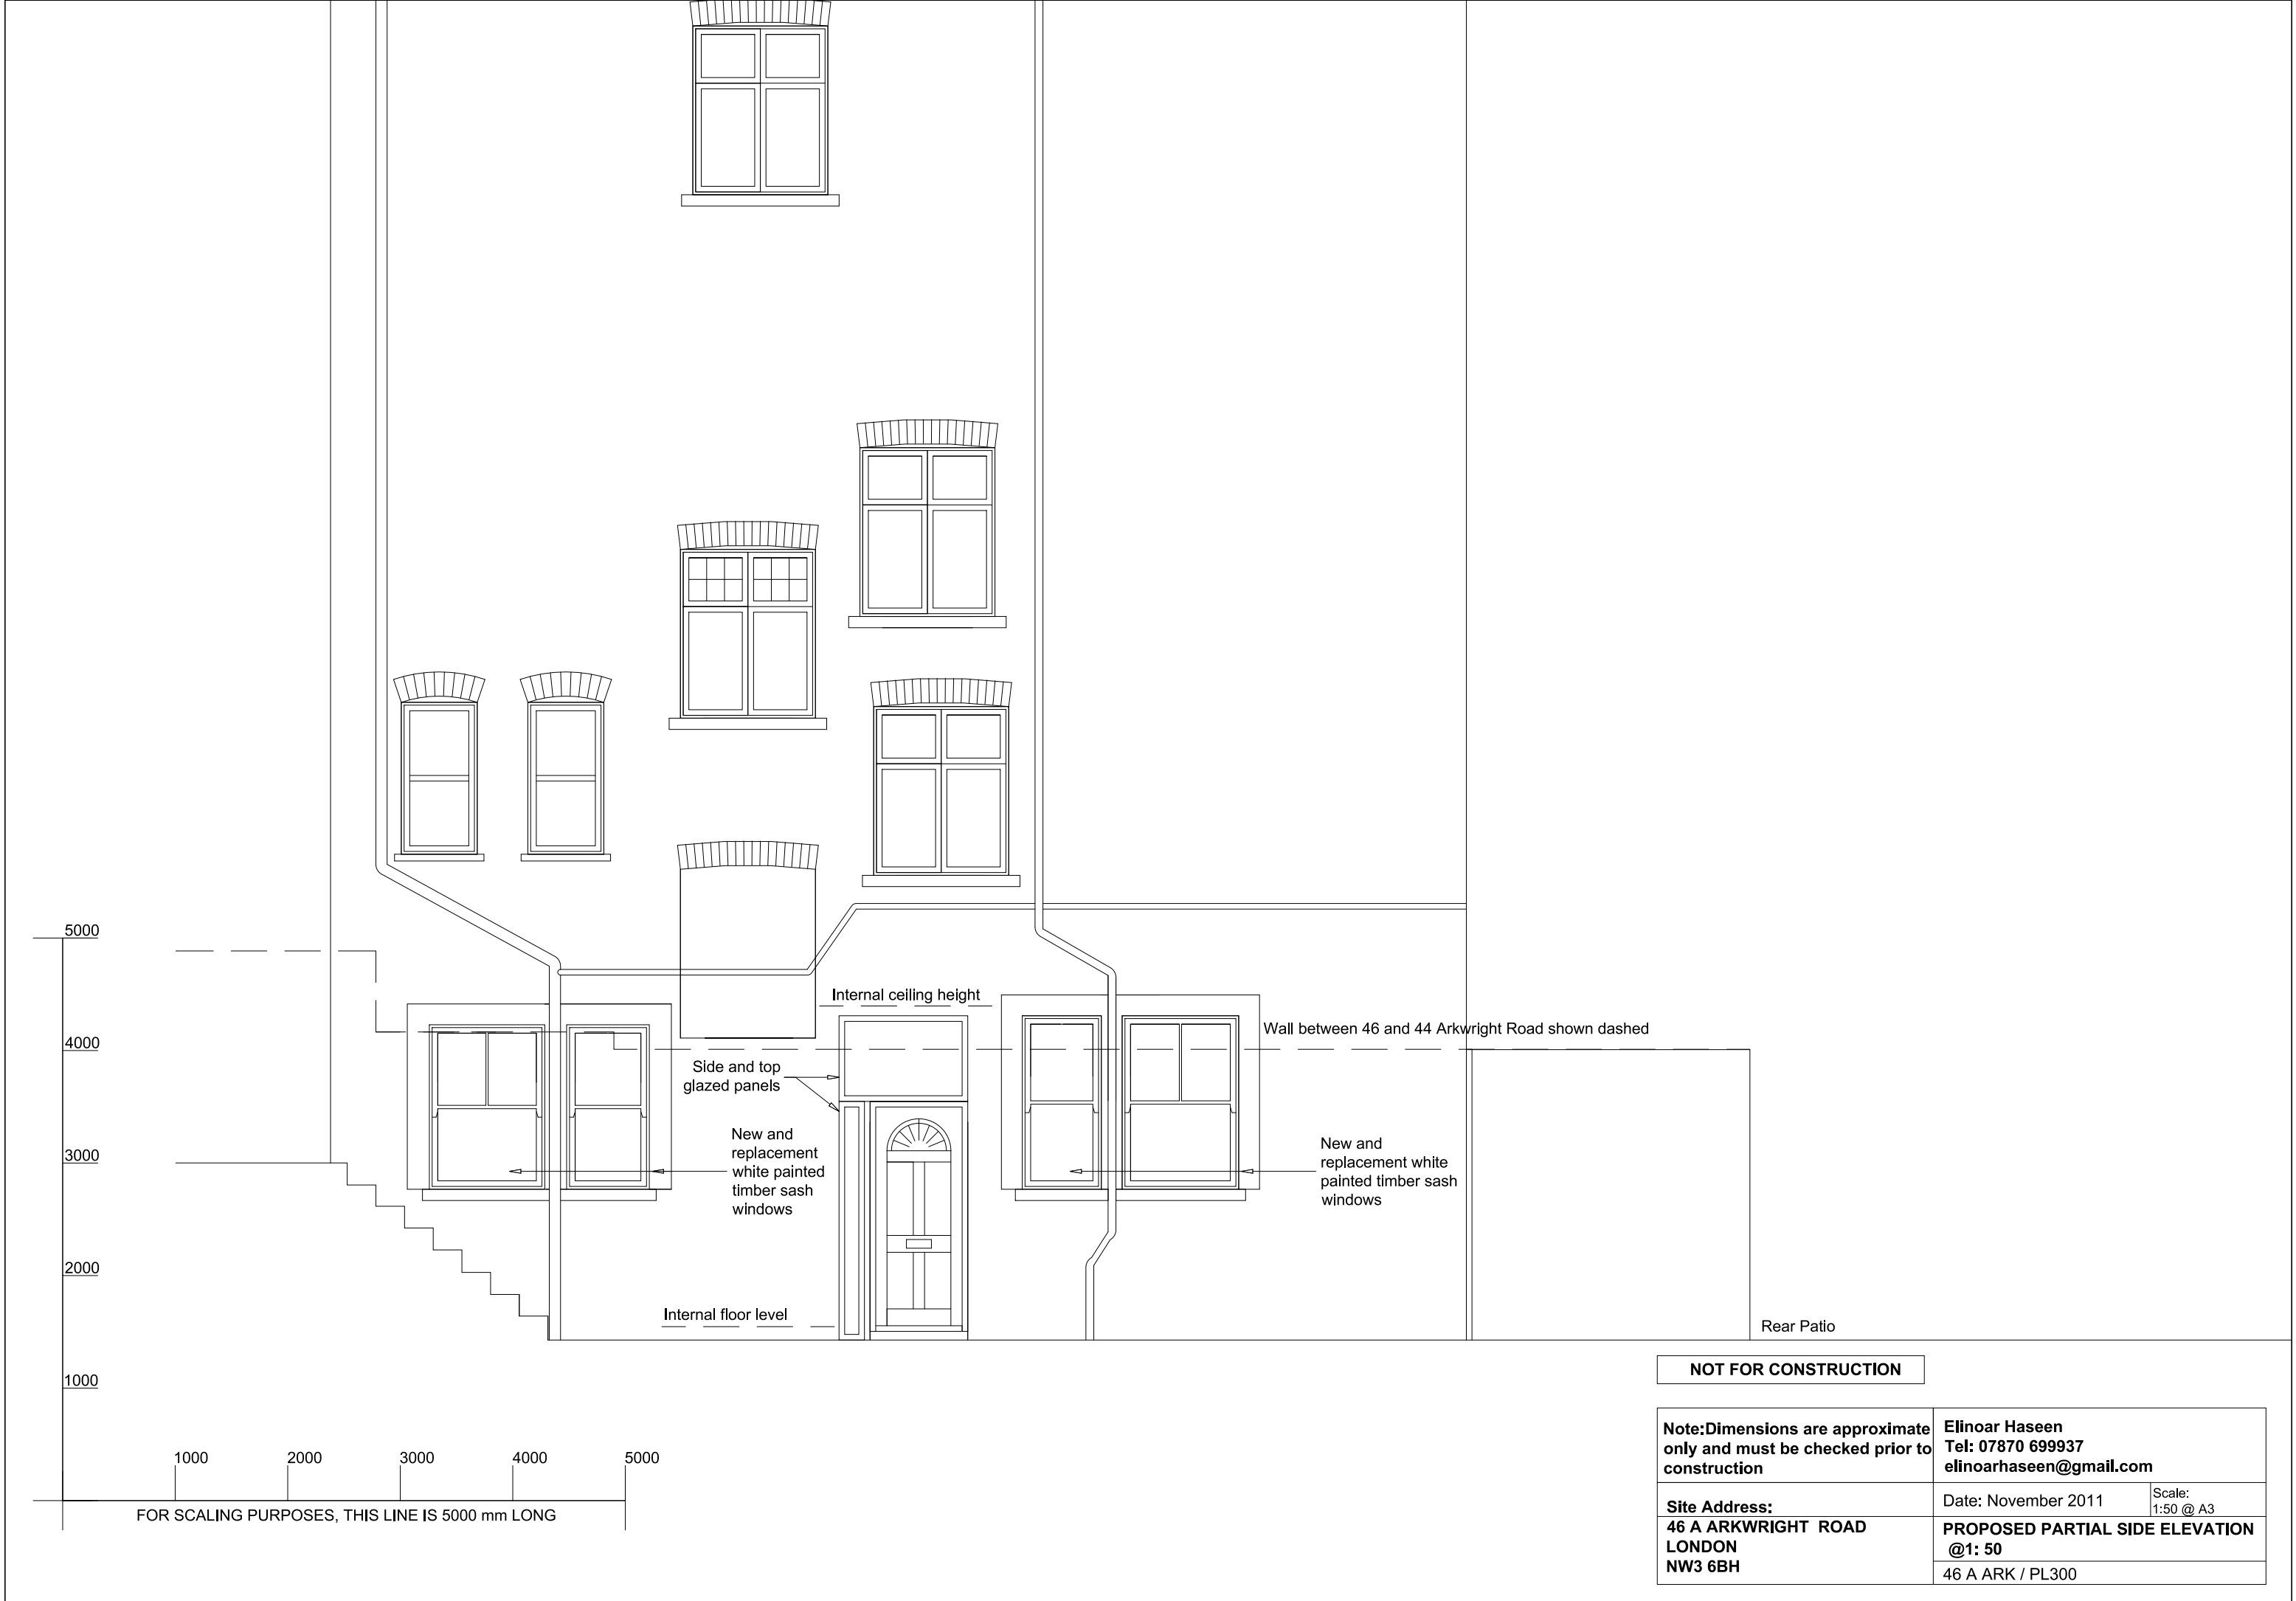 5000
4000
3000
2000
1000
Internal ceiling height
Wall between 46 and 44 Arkwright Road shown dashed
Side and top
glazed panels
New and
replacement
white painted
timber sash
windows
New and
replacement white
painted timber sash
windows
Internal floor level
Rear Patio
1000
2000
3000
4000
5000
FOR SCALING PURPOSES, THIS LINE IS 5000 mm LONG
NOT FOR CONSTRUCTION
Note:Dimensions are approximate
only and must be checked prior to
construction
Elinoar Haseen
Tel: 07870 699937
elinoarhaseen@gmail.com
Site Address:
46 A ARKWRIGHT ROAD
LONDON
NW3 6BH
Date: November 2011
Scale:
1:50 @ A3
PROPOSED PARTIAL SIDE ELEVATION
@1: 50
46 A ARK / PL300